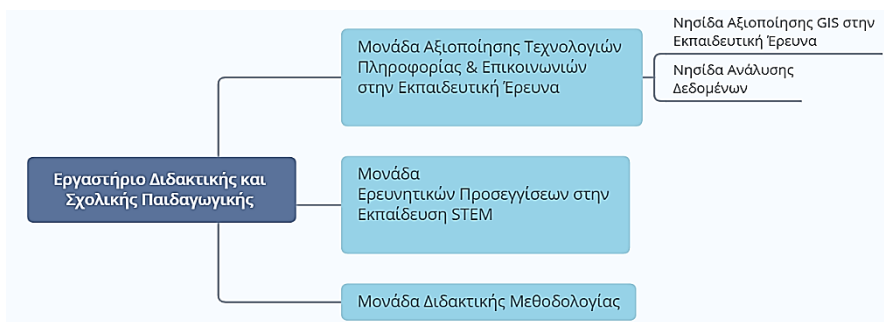 Εργαστήριο Διδακτικής και
Σχολικής Παιδαγωγικής
Μονάδα Αξιοποίησης Τεχνολογιών
Πληροφορίας & Επικοινωνιών
στην Εκπαιδευτική Έρευνα
Νησίδα Αξιοποίησης GIS στην
Εκπαιδευτική Έρευνα
Νησίδα Ανάλυσης
Δεδομένων
Μονάδα
Ερευνητικών Προσεγγίσεων στην
Εκπαίδευση STEM
Μονάδα Διδακτικής Μεθοδολογίας